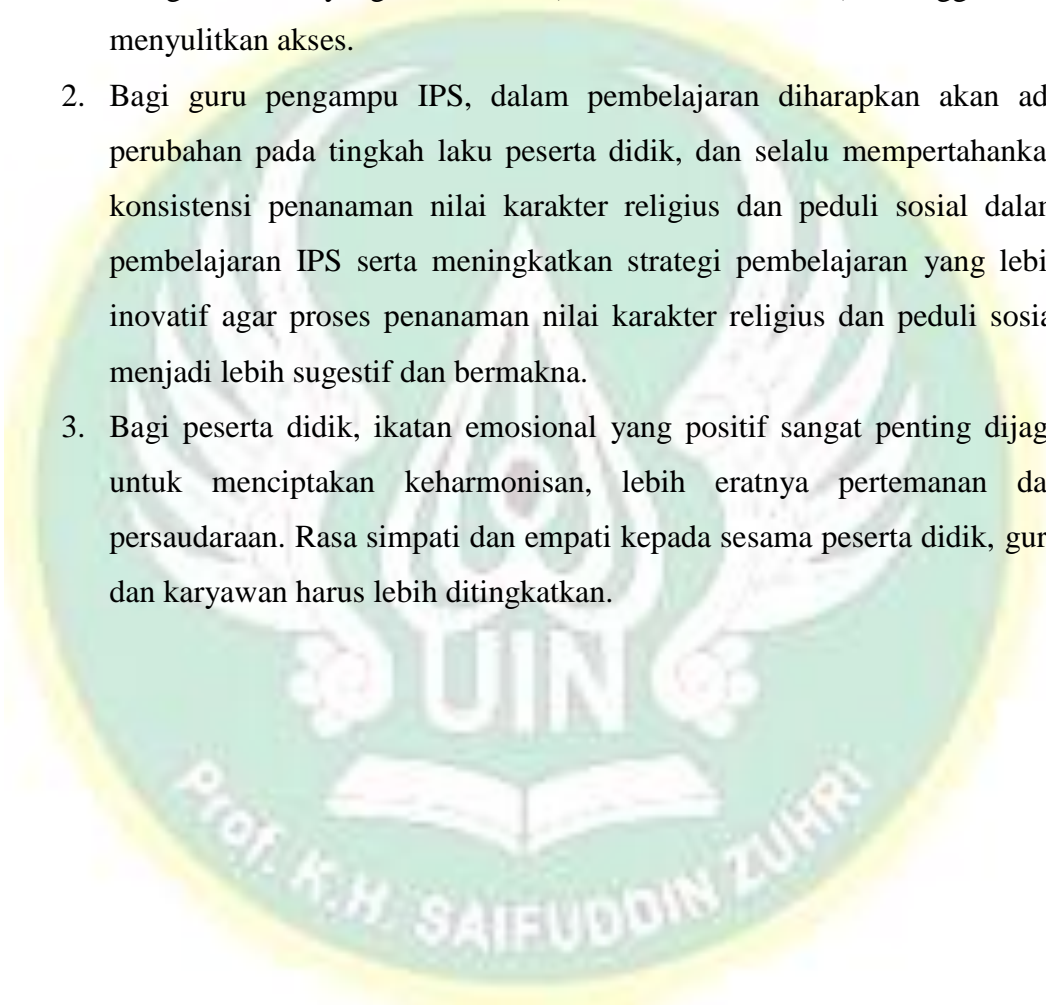 menyulitkan akses.
2. Bagi guru pengampu IPS, dalam pembelajaran diharapkan akan ad
perubahan pada tingkah laku peserta didik, dan selalu mempertahanka
konsistensi penanaman nilai karakter religius dan peduli sosial dalam
pembelajaran IPS serta meningkatkan strategi pembelajaran yang lebi
inovatif agar proses penanaman nilai karakter religius dan peduli sosia
menjadi lebih sugestif dan bermakna.
3. Bagi peserta didik, ikatan emosional yang positif sangat penting dijag
untuk menciptakan keharmonisan, lebih eratnya pertemanan da
persaudaraan. Rasa simpati dan empati kepada sesama peserta didik, gur
dan karyawan harus lebih ditingkatkan.
UIN
Prof. K.H. SAIFUDDIN ZUHRI